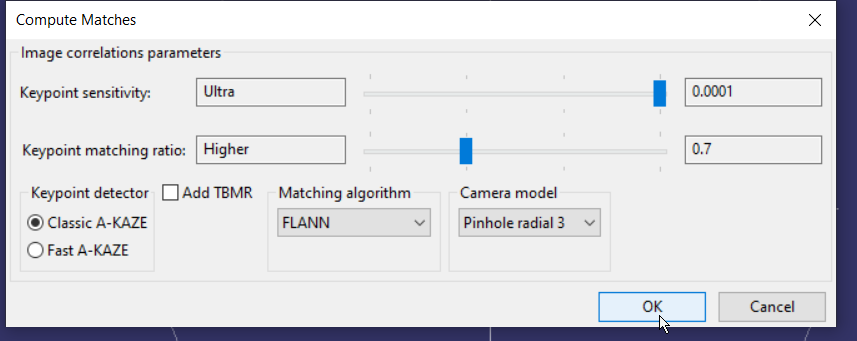 Compute Matches
Image correlations parameters
Keypoint sensitivity: Ultra 0.0001
Keypoint matching ratio: Higher 0.7
Keypoint detector Add TBMR Matching algorithm Camera model
Classic A-KAZE FLANN Pinhole radial 3
Fast A-KAZE
OK Cancel